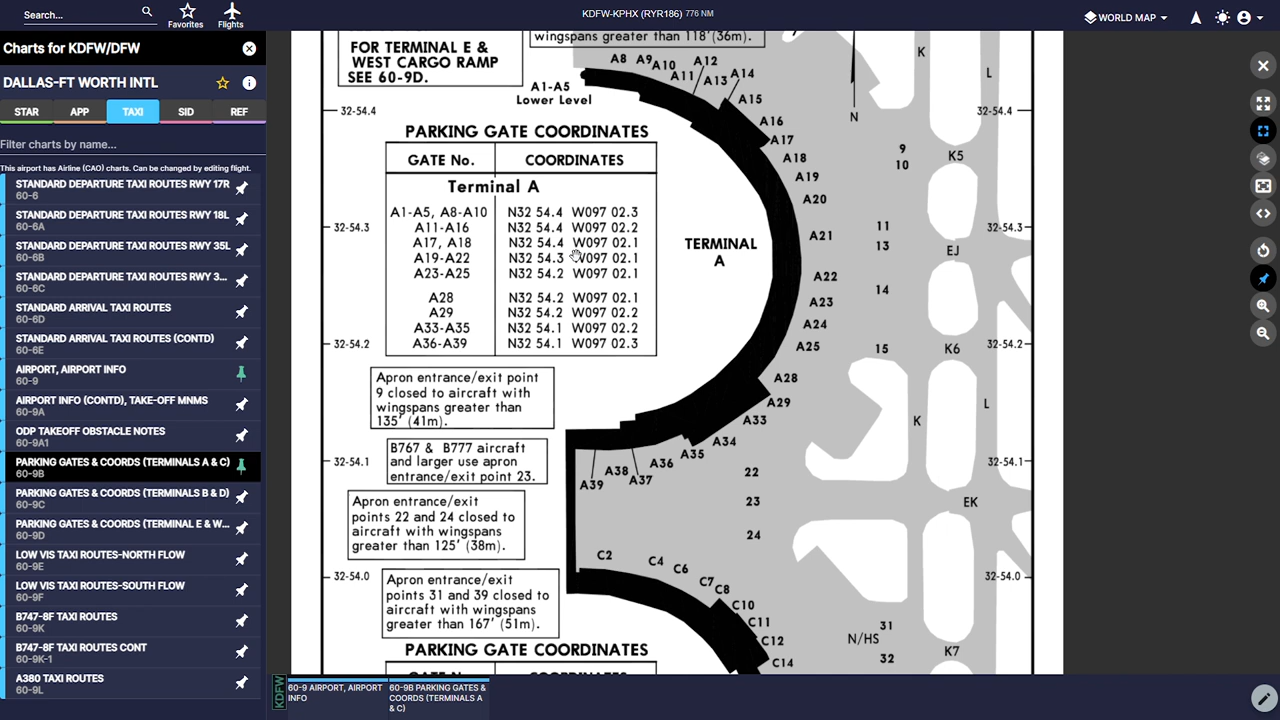 Search...
Favorites
Flights
KDFW-KPHX (RYR186) 776 NM
WORLD MAP
Charts for KDFW/DFW
DALLAS-FT WORTH INTL
STAR APP TAXI SID REF
Filter charts by name...
This airport has Airline (CAO) charts. Can be changed by editing flight.
STANDARD DEPARTURE TAXI ROUTES RWY 17R
60-6
STANDARD DEPARTURE TAXI ROUTES RWY 18L
60-6A
STANDARD DEPARTURE TAXI ROUTES RWY 35L
60-6B
STANDARD DEPARTURE TAXI ROUTES RWY 3...
60-6C
STANDARD ARRIVAL TAXI ROUTES
60-6D
STANDARD ARRIVAL TAXI ROUTES (CONTD)
60-6E
AIRPORT, AIRPORT INFO
60-9
AIRPORT INFO (CONTD), TAKE-OFF MNMS
60-9A
ODP TAKEOFF OBSTACLE NOTES
60-9A1
PARKING GATES & COORDS (TERMINALS A & C)
60-9B
PARKING GATES & COORDS (TERMINALS B & D)
60-9C
PARKING GATES & COORDS (TERMINAL E & W...
60-9D
LOW VIS TAXI ROUTES-NORTH FLOW
60-9E
LOW VIS TAXI ROUTES-SOUTH FLOW
60-9F
B747-8F TAXI ROUTES
60-9K
B747-8F TAXI ROUTES CONT
60-9K-1
A380 TAXI ROUTES
60-9L
wingspans greater than 118'(36m).
FOR TERMINAL E &
WEST CARGO RAMP
SEE 60-9D.
A1-A5
Lower Level
32-54.4
32-54.3
32-54.2
32-54.1
32-54.0
PARKING GATE COORDINATES
GATE No. COORDINATES
Terminal A
A1-A5, A8-A10 N32 54.4 W097 02.3
A11-A16 N32 54.4 W097 02.2
A17, A18 N32 54.4 W097 02.1
A19-A22 N32 54.3 W097 02.1
A23-A25 N32 54.2 W097 02.1
A28 N32 54.2 W097 02.1
A29 N32 54.2 W097 02.2
A33-A35 N32 54.1 W097 02.2
A36-A39 N32 54.1 W097 02.3
Apron entrance/exit point
9 closed to aircraft with
wingspans greater than
135' (41m).
B767 & B777 aircraft
and larger use apron
entrance/exit point 23.
Apron entrance/exit
points 22 and 24 closed to
aircraft with wingspans
greater than 125' (38m).
Apron entrance/exit
points 31 and 39 closed to
aircraft with wingspans
greater than 167' (51m).
PARKING GATE COORDINATES
TERMINAL
A
A8
A9
A10
A11
A12
A13
A14
A15
A16
A17
A18
A19
A20
A21
A22
A23
A24
A25
A28
A29
A33
A34
A35
A36
A37
A38
A39
C2
C4
C6
C7
C8
C10
C11
C12
C14
N
9
10
11
13
14
15
22
23
24
31
N/HS
32
K
L
K5
EJ
K6
L
K
EK
K7
32-54.4
32-54.3
32-54.2
32-54.1
32-54.0
KDFW
60-9 AIRPORT, AIRPORT
INFO
60-9B PARKING GATES &
COORDS (TERMINALS A
& C)